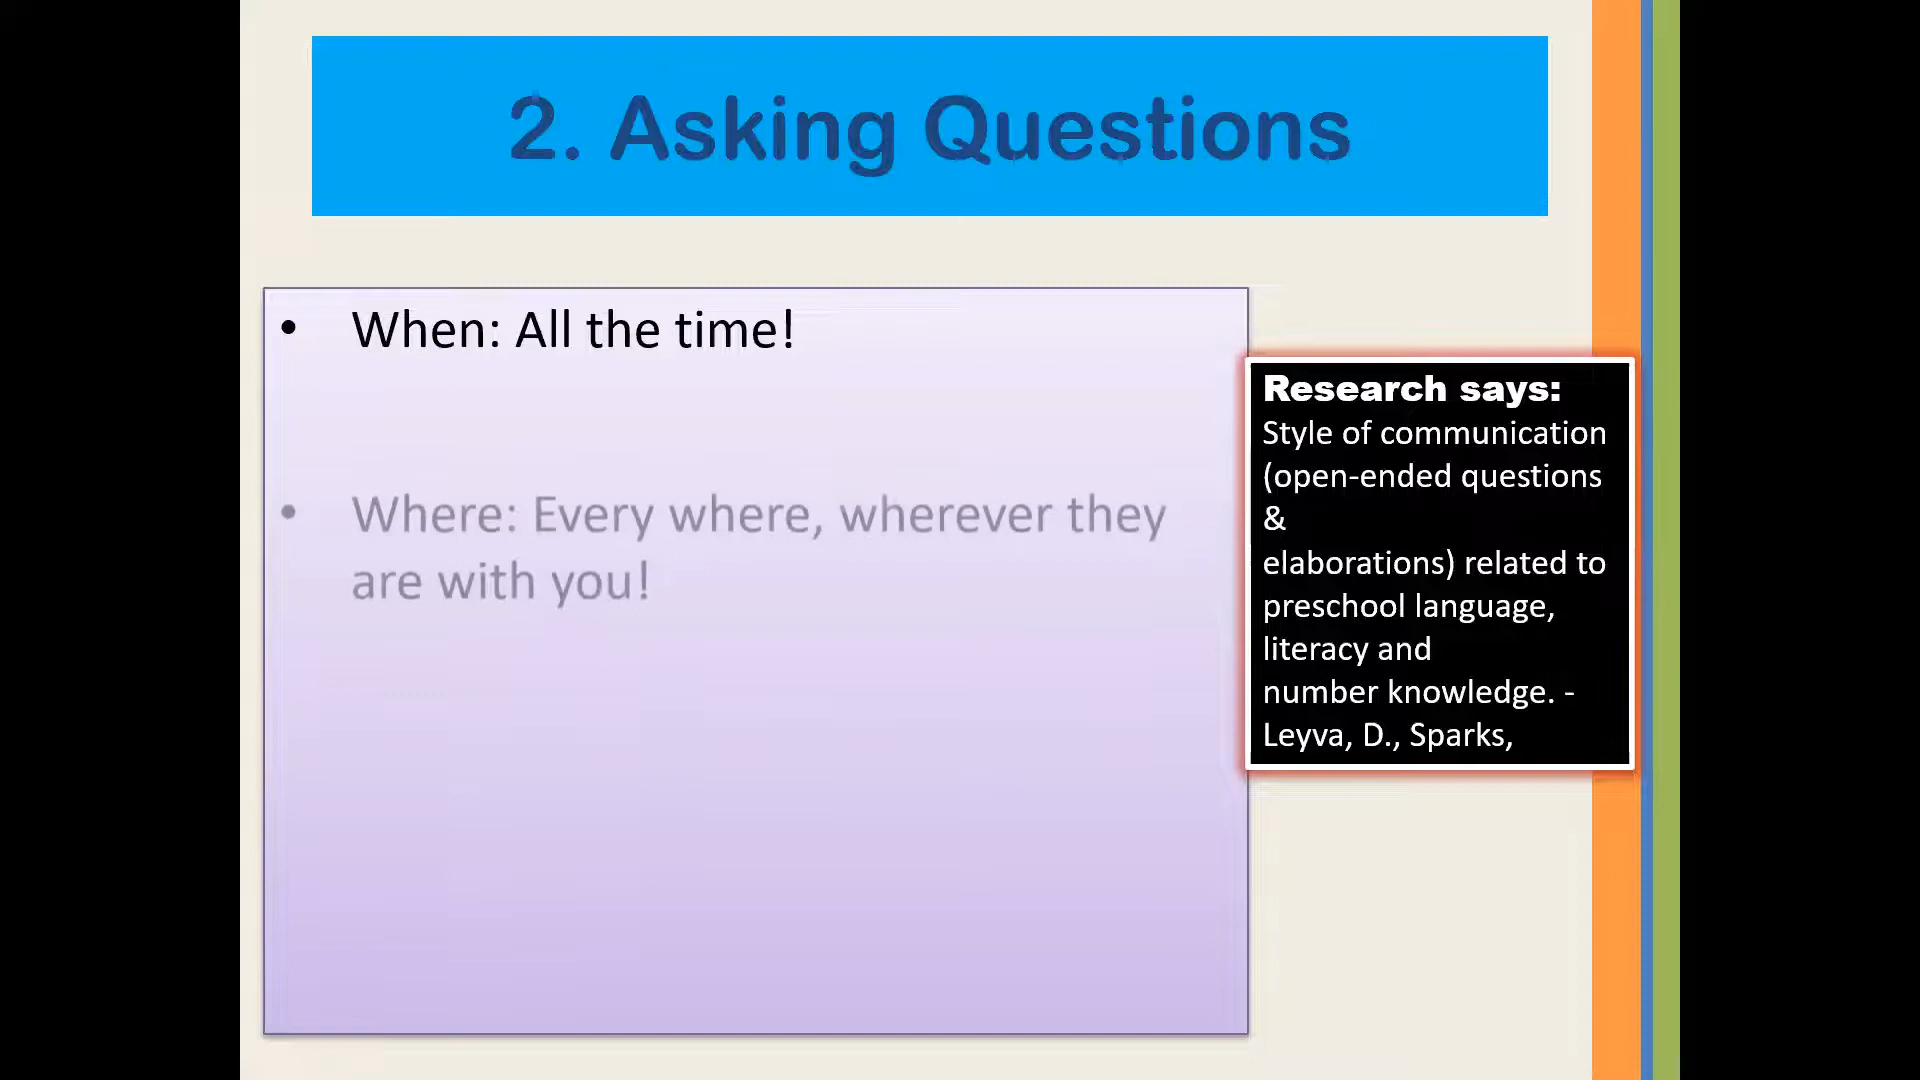 2. Asking Questions
• When: All the time!
• Where: Every where, wherever they
are with you!
Research says:
Style of communication
(open-ended questions
&
elaborations) related to
preschool language,
literacy and
number knowledge. -
Leyva, D., Sparks,